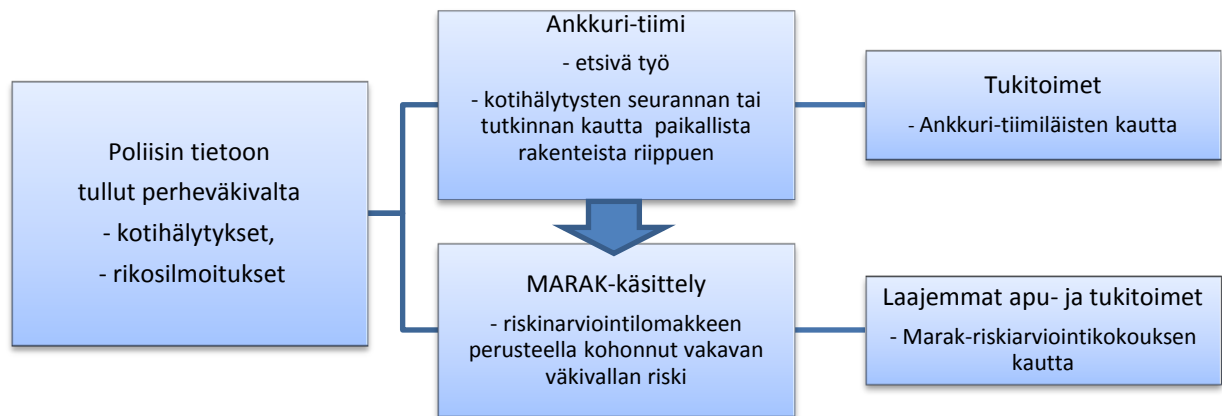 Poliisin tietoon
tullut perheväkivalta
- kotihälytykset,
- rikosilmoitukset
Ankkuri-tiimi
- etsivä työ
- kotihälytysten seurannan tai
tutkinnan kautta paikallista
rakenteista riippuen
Tukitoimet
- Ankkuri-tiimiläisten kautta
MARAK-käsittely
- riskinarviointilomakkeen
perusteella kohonnut vakavan
väkivallan riski
Laajemmat apu- ja tukitoimet
- Marak-riskiarviointikokouksen
kautta